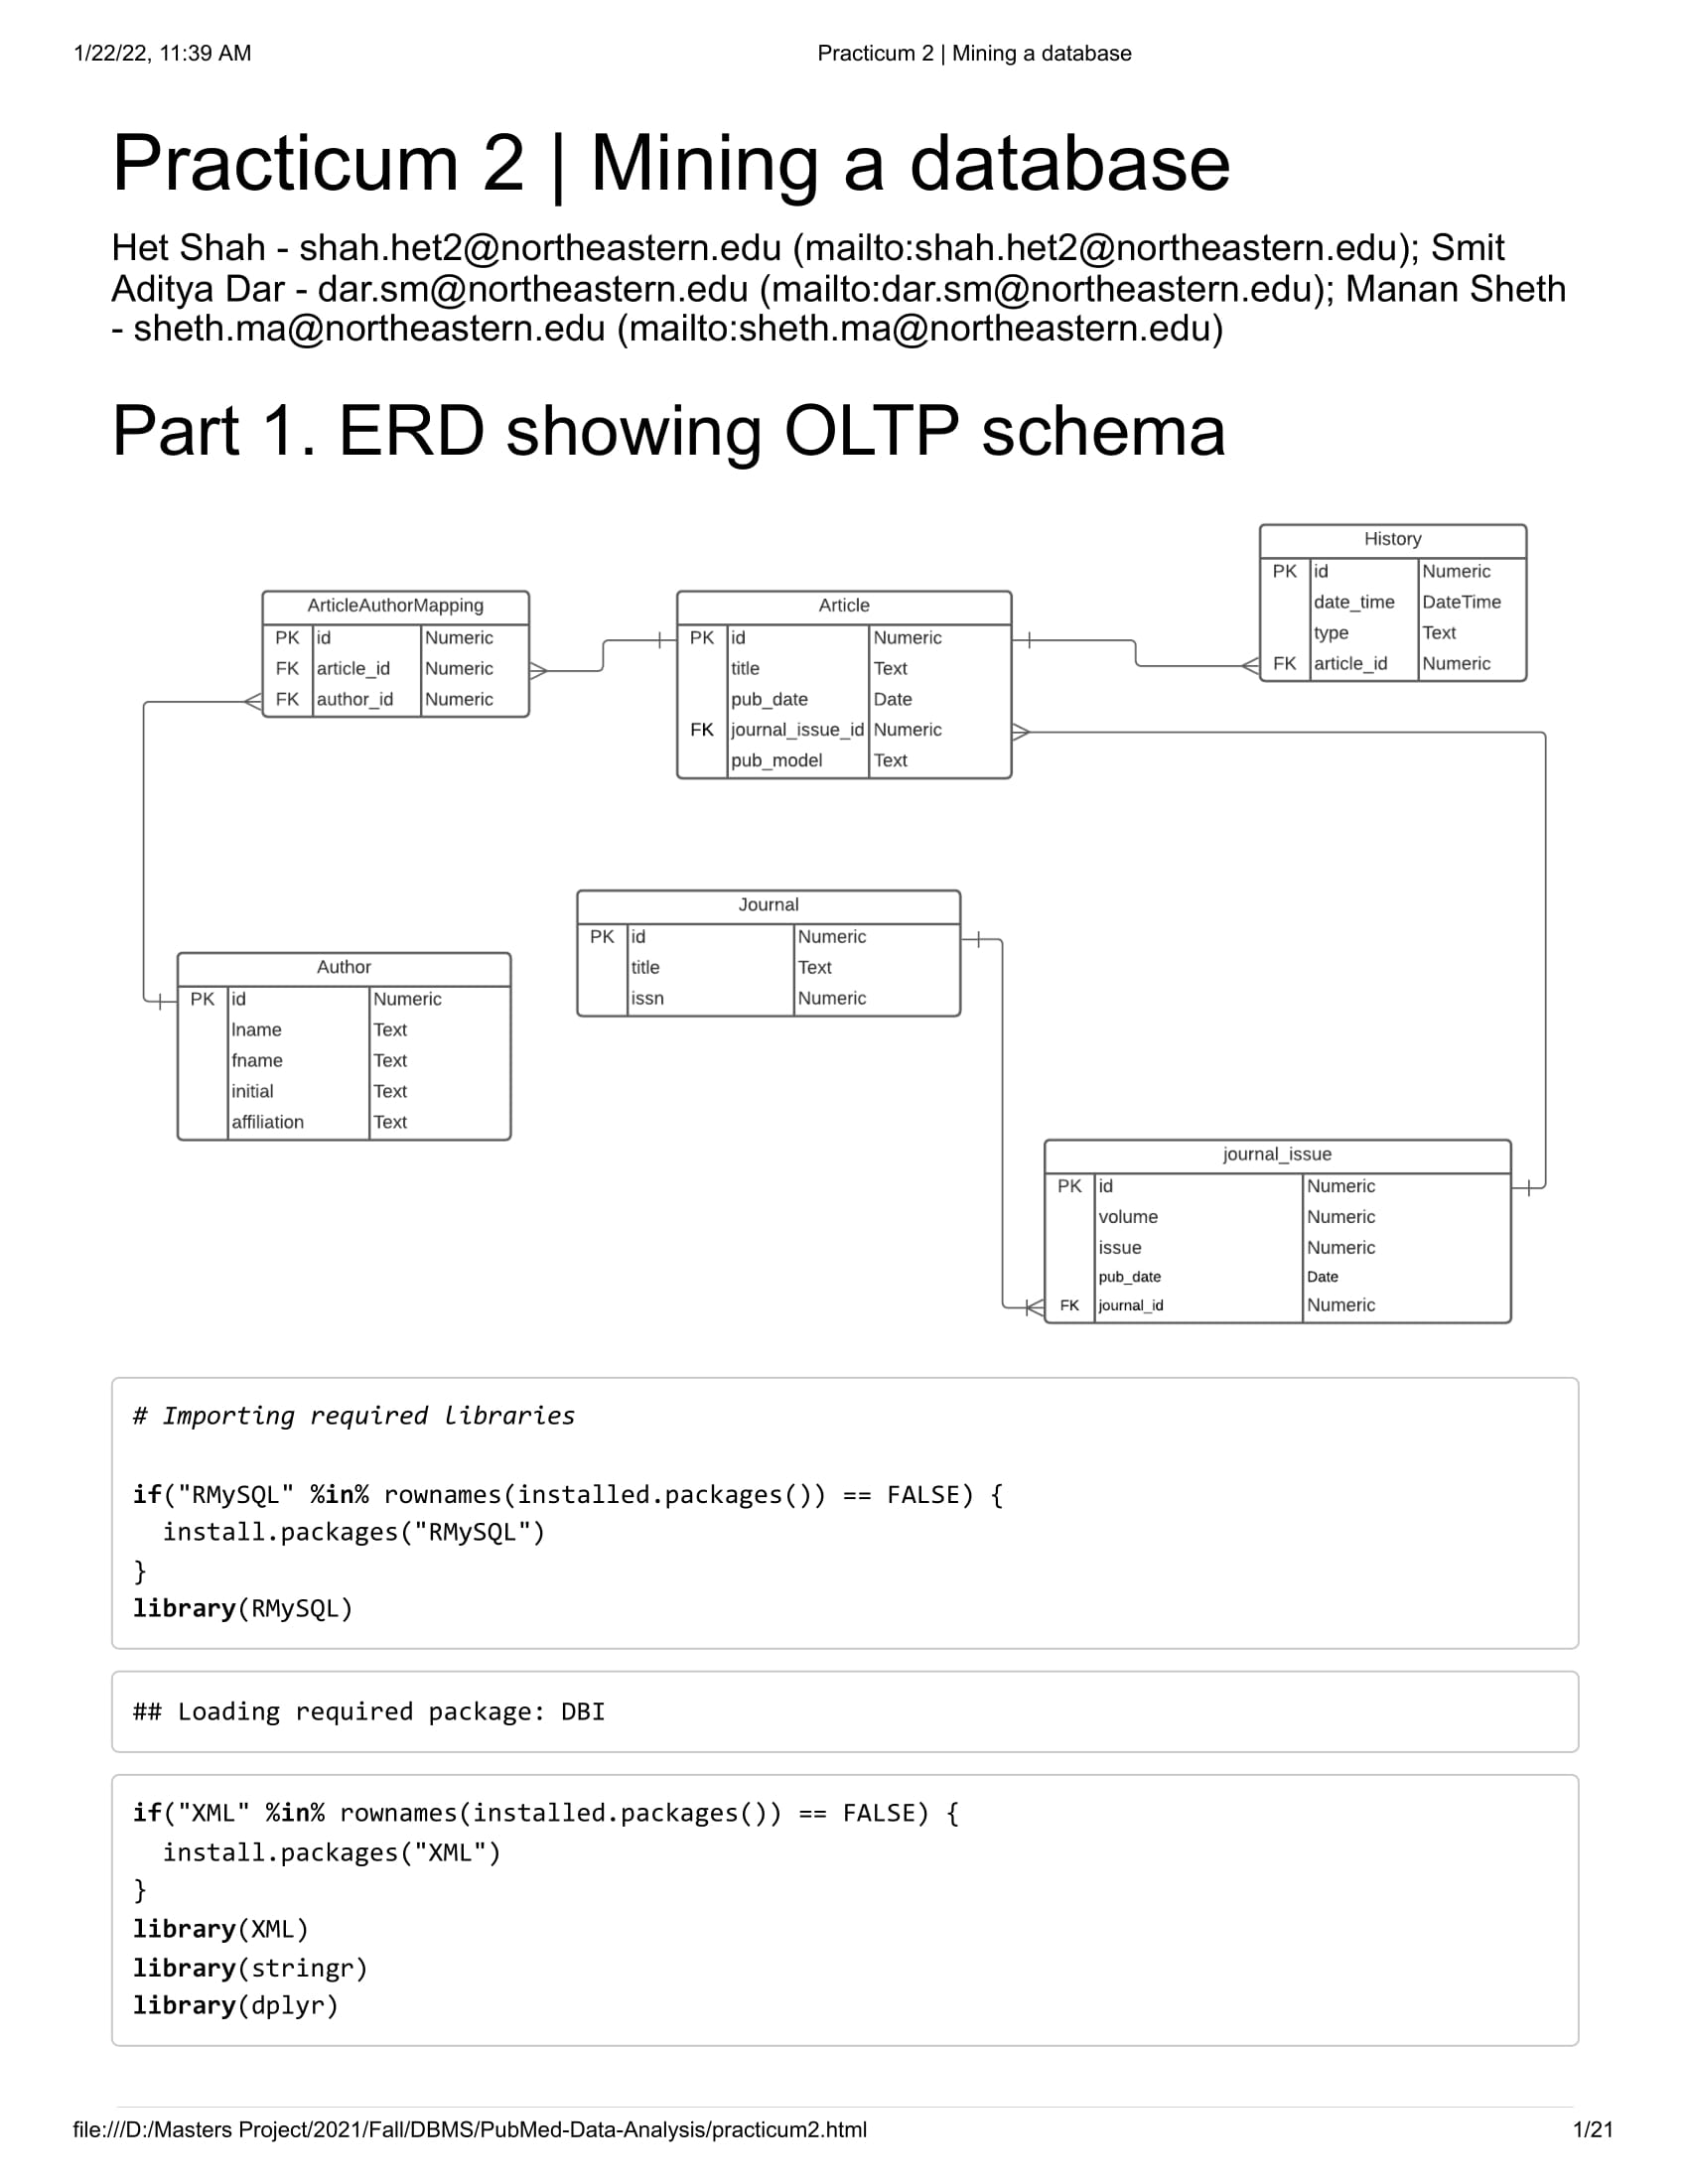 1/22/22, 11:39 AM Practicum 2 | Mining a database
Practicum 2 | Mining a database
Het Shah - shah.het2@northeastern.edu (mailto:shah.het2@northeastern.edu); Smit
Aditya Dar - dar.sm@northeastern.edu (mailto:dar.sm@northeastern.edu); Manan Sheth
- sheth.ma@northeastern.edu (mailto:sheth.ma@northeastern.edu)
Part 1. ERD showing OLTP schema
History
PK id Numeric
date_time DateTime
type Text
FK article_id Numeric
ArticleAuthorMapping
PK id Numeric
FK article_id Numeric
FK author_id Numeric
Article
PK id Numeric
title Text
pub_date Date
FK journal_issue_id Numeric
pub_model Text
Journal
PK id Numeric
title Text
issn Numeric
Author
PK id Numeric
lname Text
fname Text
initial Text
affiliation Text
journal_issue
PK id Numeric
volume Numeric
issue Numeric
pub_date Date
FK journal_id Numeric
# Importing required libraries
if("RMySQL" %in% rownames(installed.packages()) == FALSE) {
install.packages("RMySQL")
}
library(RMySQL)
## Loading required package: DBI
if("XML" %in% rownames(installed.packages()) == FALSE) {
install.packages("XML")
}
library(XML)
library(stringr)
library(dplyr)
file:///D:/Masters Project/2021/Fall/DBMS/PubMed-Data-Analysis/practicum2.html 1/21